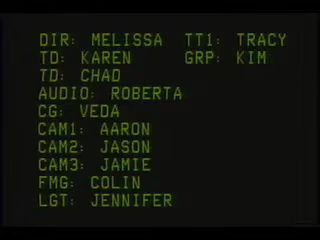 DIR: MELISSA TT1: TRACY
TD: KAREN GRP: KIM
TD: CHAD
AUDIO: ROBERTA
CG: VEDA
CAM1: AARON
CAM2: JASON
CAM3: JAMIE
FMG: COLIN
LGT: JENNIFER